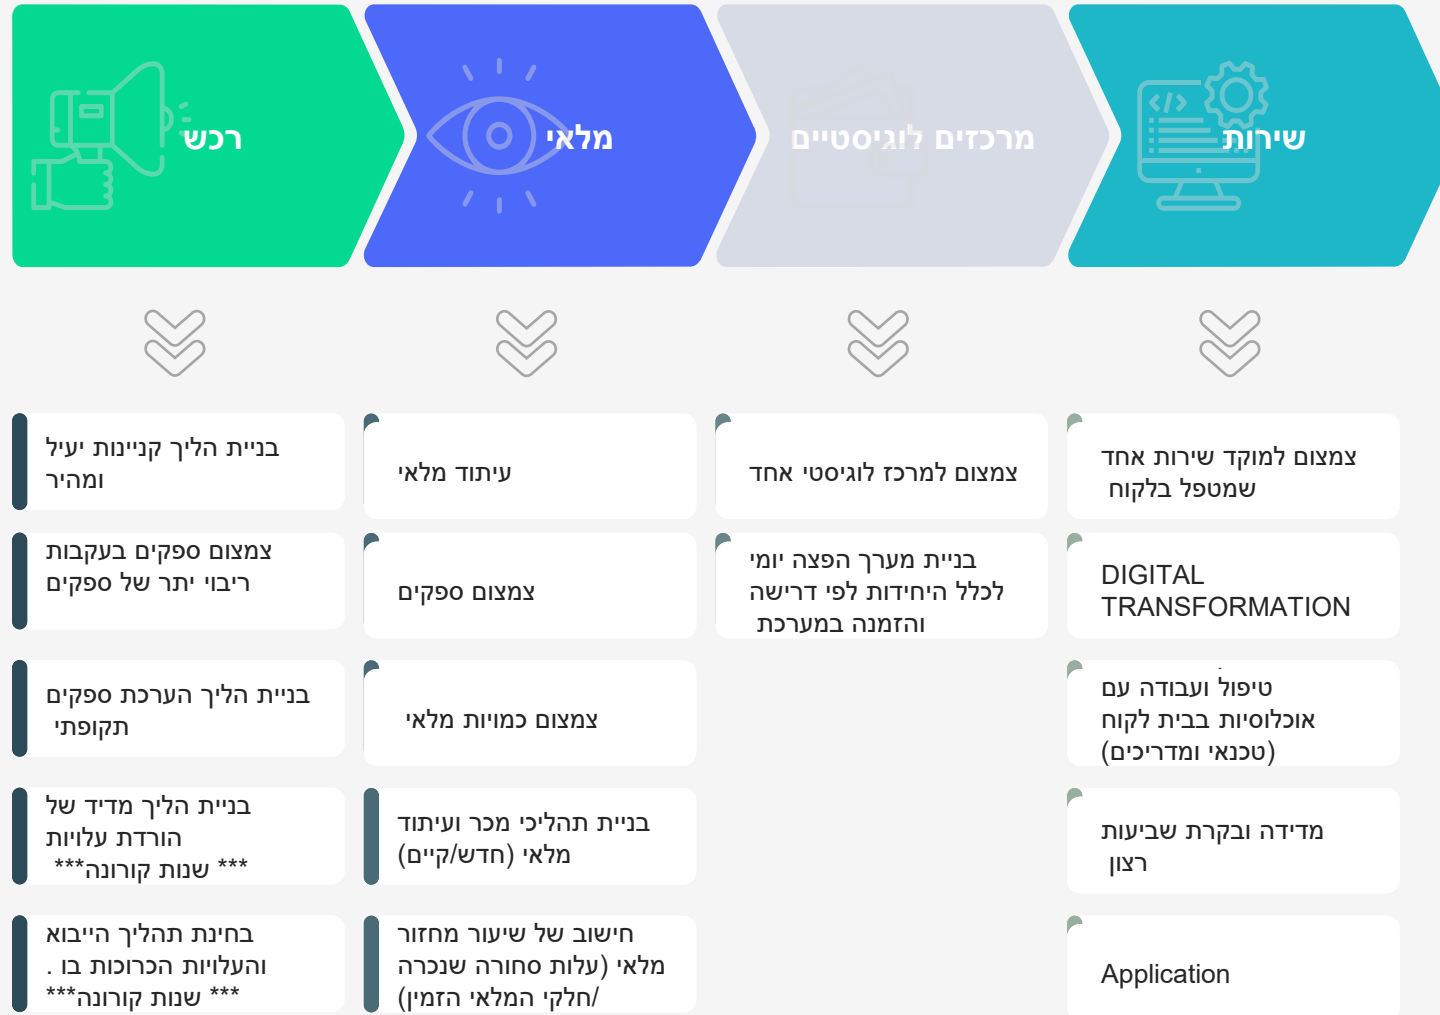 רכש
מלאי
מרכזים לוגיסטיים
שירות
בניית הליך קניינות יעיל
ומהיר
צמצום ספקים בעקבות
ריבוי יתר של ספקים
בניית הליך הערכת ספקים
תקופתי
בניית הליך מדיד של
הורדת עלויות
*** שנות קורונה***
בחינת תהליך הייבוא
והעלויות הכרוכות בו .
*** שנות קורונה***
עיתוד מלאי
צמצום ספקים
צמצום כמויות מלאי
בניית תהליכי מכר ועיתוד
מלאי (חדש/קיים)
חישוב של שיעור מחזור
מלאי (עלות סחורה שנכרה
/חלקי המלאי הזמין)
צמצום למרכז לוגיסטי אחד
בניית מערך הפצה יומי
לכלל היחידות לפי דרישה
והזמנה במערכת
צמצום למוקד שירות אחד
שמטפל בלקוח
DIGITAL
TRANSFORMATION
טיפול ועבודה עם
אוכלוסיות בבית לקוח
(טכנאי ומדריכים)
מדידה ובקרת שביעות
רצון
Application